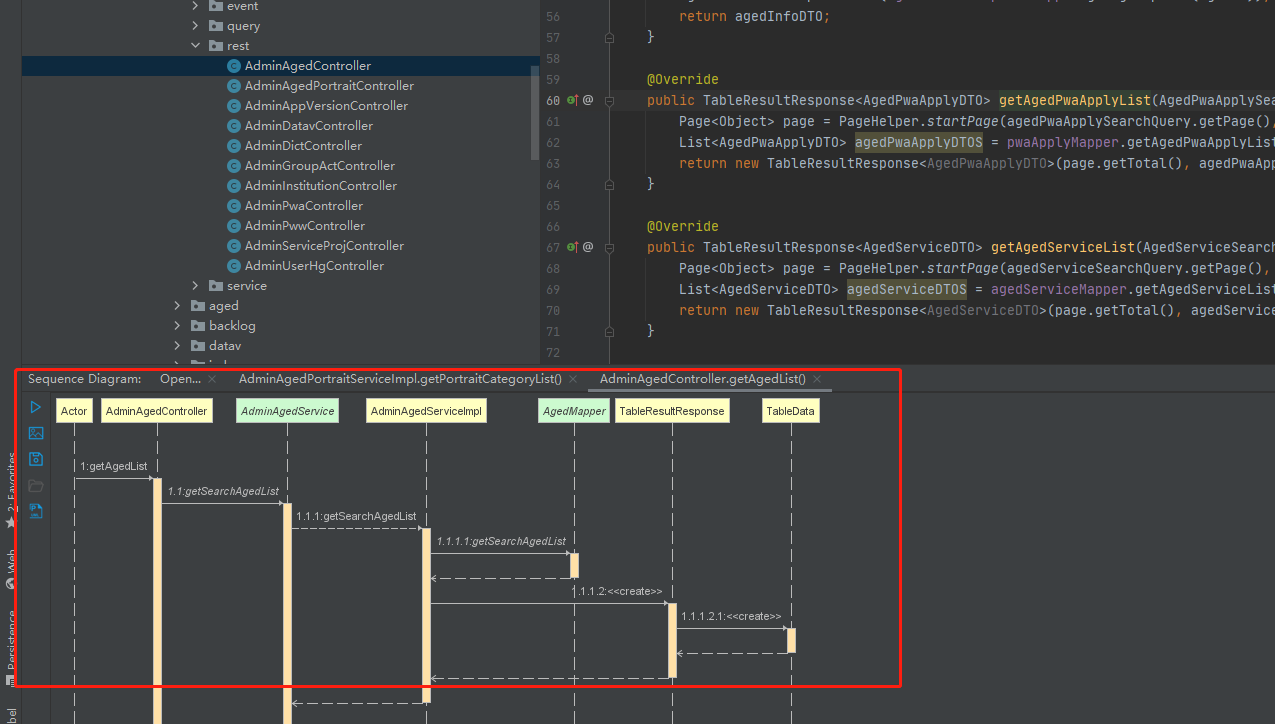 event
query
rest
AdminAgedController
AdminAgedPortraitController
AdminAppVersionController
AdminDatavController
AdminDictController
AdminGroupActController
AdminInstitutionController
AdminPwaController
AdminPwwController
AdminServiceProjController
AdminUserHgController
service
aged
backlog
datav
56 return agedInfoDTO;
57 }
58
59 @Override
60 @ public TableResultResponse<AgedPwaApplyDTO> getAgedPwaApplyList(AgedPwaApplySea
61 Page<Object> page = PageHelper.startPage(agedPwaApplySearchQuery.getPage(),
62 List<AgedPwaApplyDTO> agedPwaApplyDTOS = pwaApplyMapper.getAgedPwaApplyList
63 return new TableResultResponse<AgedPwaApplyDTO>(page.getTotal(), agedPwaApp
64 }
65
66 @Override
67 @ public TableResultResponse<AgedServiceDTO> getAgedServiceList(AgedServiceSearch
68 Page<Object> page = PageHelper.startPage(agedServiceSearchQuery.getPage(),
69 List<AgedServiceDTO> agedServiceDTOS = agedServiceMapper.getAgedServiceList
70 return new TableResultResponse<AgedServiceDTO>(page.getTotal(), agedService
71 }
72
Sequence Diagram: Open... AdminAgedPortraitServiceImpl.getPortraitCategoryList() AdminAgedController.getAgedList()
Actor AdminAgedController AdminAgedService AdminAgedServiceImpl AgedMapper TableResultResponse TableData
1:getAgedList
1.1:getSearchAgedList
1.1.1:getSearchAgedList
1.1.1.1:getSearchAgedList
1.1.1.2:<<create>>
1.1.1.2.1:<<create>>
2: Favorites
Web
Persistence